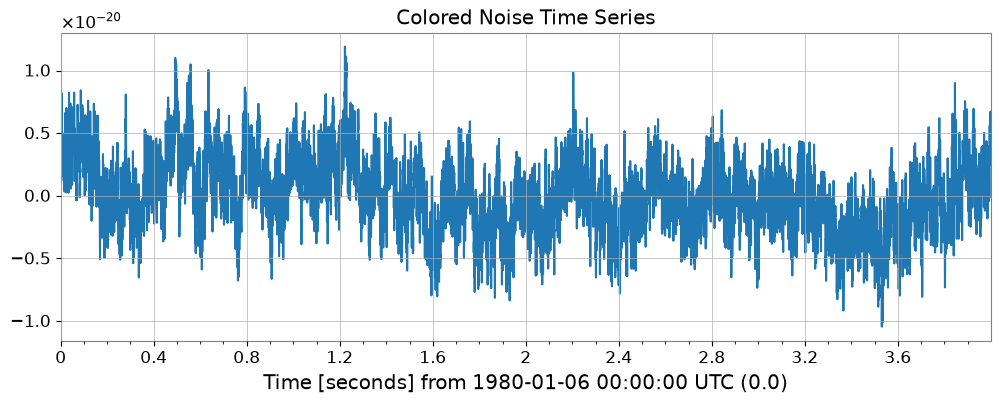 Colored Noise Time Series
×10⁻²⁰
1.0
0.5
0.0
−0.5
−1.0
0 0.4 0.8 1.2 1.6 2 2.4 2.8 3.2 3.6
Time [seconds] from 1980-01-06 00:00:00 UTC (0.0)